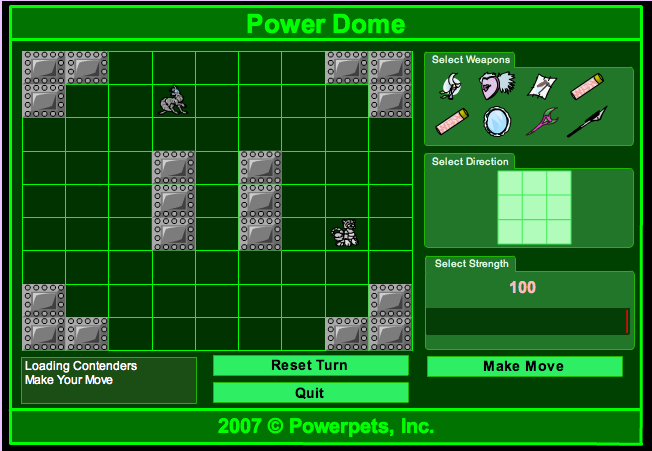 Power Dome
Select Weapons
Select Direction
Select Strength
100
Loading Contenders
Make Your Move
Reset Turn
Quit
Make Move
2007 © Powerpets, Inc.